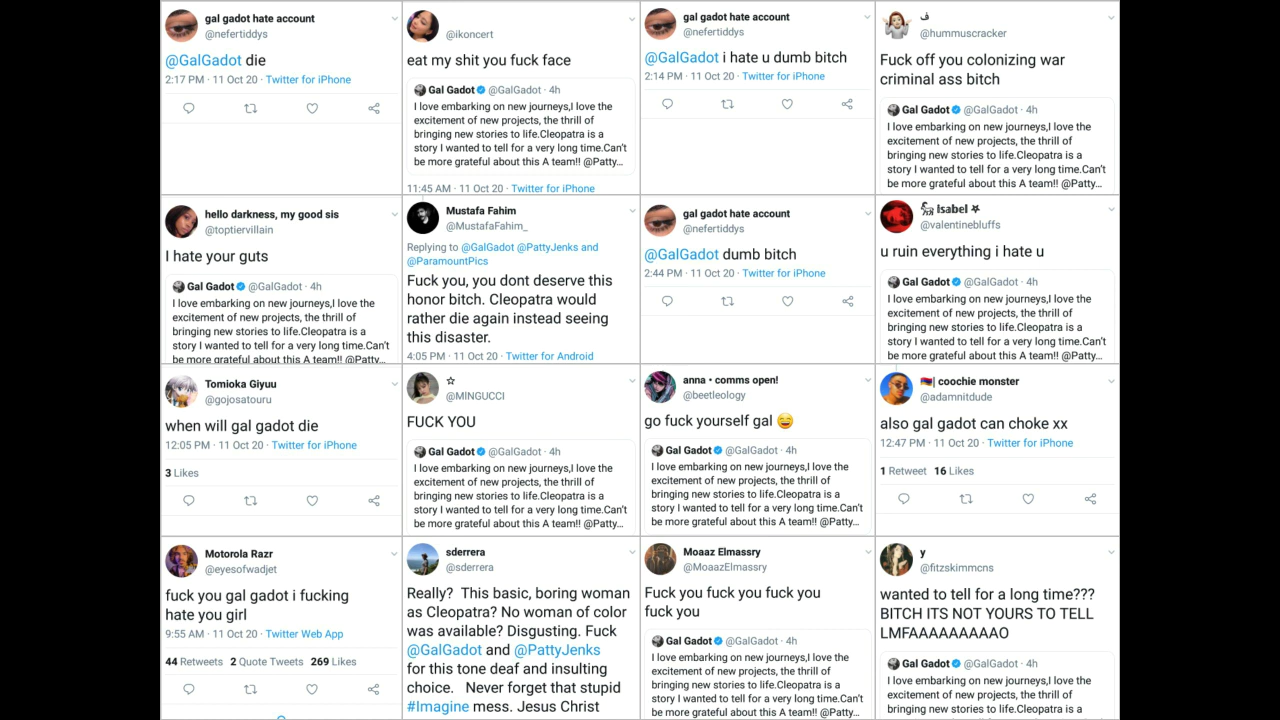 gal gadot hate account
@nefertiddys
@GalGadot die
2:17 PM · 11 Oct 20 · Twitter for iPhone
@ikoncert
eat my shit you fuck face
Gal Gadot @GalGadot · 4h
I love embarking on new journeys,I love the
excitement of new projects, the thrill of
bringing new stories to life.Cleopatra is a
story I wanted to tell for a very long time.Can't
be more grateful about this A team!! @Patty...
11:45 AM · 11 Oct 20 · Twitter for iPhone
gal gadot hate account
@nefertiddys
@GalGadot i hate u dumb bitch
2:14 PM · 11 Oct 20 · Twitter for iPhone
ف
@hummuscracker
Fuck off you colonizing war
criminal ass bitch
Gal Gadot @GalGadot · 4h
I love embarking on new journeys,I love the
excitement of new projects, the thrill of
bringing new stories to life.Cleopatra is a
story I wanted to tell for a very long time.Can't
be more grateful about this A team!! @Patty...
hello darkness, my good sis
@toptiervillain
I hate your guts
Gal Gadot @GalGadot · 4h
I love embarking on new journeys,I love the
excitement of new projects, the thrill of
bringing new stories to life.Cleopatra is a
story I wanted to tell for a very long time.Can't
be more grateful about this A team!! @Patty...
Mustafa Fahim
@MustafaFahim_
Replying to @GalGadot @PattyJenks and
@ParamountPics
Fuck you, you dont deserve this
honor bitch. Cleopatra would
rather die again instead seeing
this disaster.
4:05 PM · 11 Oct 20 · Twitter for Android
gal gadot hate account
@nefertiddys
@GalGadot dumb bitch
2:44 PM · 11 Oct 20 · Twitter for iPhone
Isabel
@valentinebluffs
u ruin everything i hate u
Gal Gadot @GalGadot · 4h
I love embarking on new journeys,I love the
excitement of new projects, the thrill of
bringing new stories to life.Cleopatra is a
story I wanted to tell for a very long time.Can't
be more grateful about this A team!! @Patty...
Tomioka Giyuu
@gojosatouru
when will gal gadot die
12:05 PM · 11 Oct 20 · Twitter for iPhone
3 Likes
☆
@MINGUCCI
FUCK YOU
Gal Gadot @GalGadot · 4h
I love embarking on new journeys,I love the
excitement of new projects, the thrill of
bringing new stories to life.Cleopatra is a
story I wanted to tell for a very long time.Can't
be more grateful about this A team!! @Patty...
anna • comms open!
@beetleology
go fuck yourself gal 😄
Gal Gadot @GalGadot · 4h
I love embarking on new journeys,I love the
excitement of new projects, the thrill of
bringing new stories to life.Cleopatra is a
story I wanted to tell for a very long time.Can't
be more grateful about this A team!! @Patty...
🇦🇲| coochie monster
@adamnitdude
also gal gadot can choke xx
12:47 PM · 11 Oct 20 · Twitter for iPhone
1 Retweet 16 Likes
Motorola Razr
@eyesofwadjet
fuck you gal gadot i fucking
hate you girl
9:55 AM · 11 Oct 20 · Twitter Web App
44 Retweets 2 Quote Tweets 269 Likes
sderrera
@sderrera
Really? This basic, boring woman
as Cleopatra? No woman of color
was available? Disgusting. Fuck
@GalGadot and @PattyJenks
for this tone deaf and insulting
choice. Never forget that stupid
#Imagine mess. Jesus Christ
Moaaz Elmassry
@MoaazElmassry
Fuck you fuck you fuck you
fuck you
Gal Gadot @GalGadot · 4h
I love embarking on new journeys,I love the
excitement of new projects, the thrill of
bringing new stories to life.Cleopatra is a
story I wanted to tell for a very long time.Can't
be more grateful about this A team!! @Patty...
y
@fitzskimmcns
wanted to tell for a long time???
BITCH ITS NOT YOURS TO TELL
LMFAAAAAAAAAO
Gal Gadot @GalGadot · 4h
I love embarking on new journeys,I love the
excitement of new projects, the thrill of
bringing new stories to life.Cleopatra is a
story I wanted to tell for a very long time.Can't